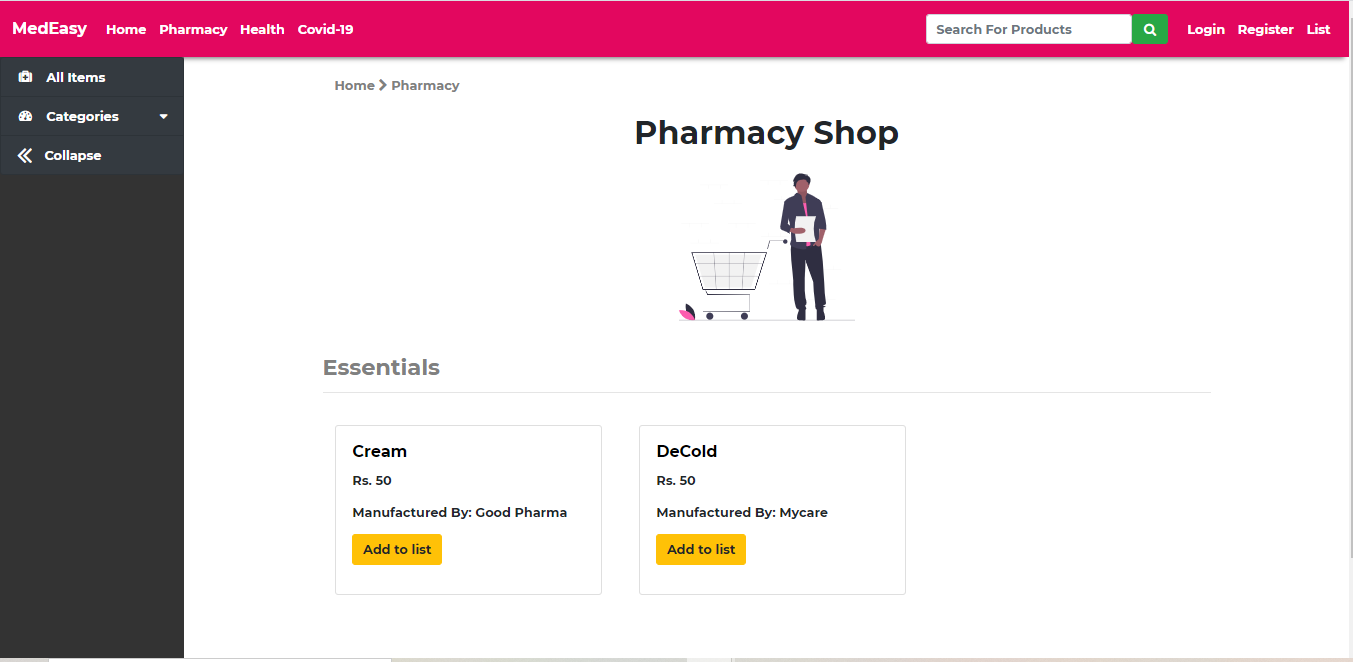 MedEasy Home Pharmacy Health Covid-19 Search For Products Login Register List
All Items
Categories
Collapse
Home Pharmacy
Pharmacy Shop
Essentials
Cream
Rs. 50
Manufactured By: Good Pharma
Add to list
DeCold
Rs. 50
Manufactured By: Mycare
Add to list